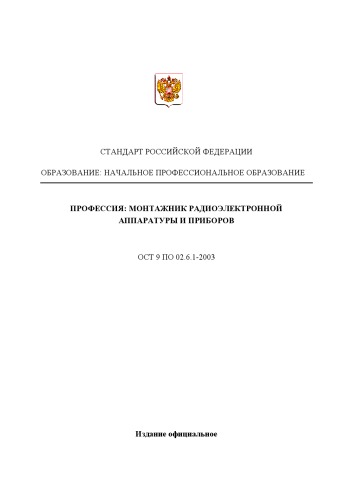 СТАНДАРТ РОССИЙСКОЙ ФЕДЕРАЦИИ
ОБРАЗОВАНИЕ: НАЧАЛЬНОЕ ПРОФЕССИОНАЛЬНОЕ ОБРАЗОВАНИЕ
ПРОФЕССИЯ: МОНТАЖНИК РАДИОЭЛЕКТРОННОЙ
АППАРАТУРЫ И ПРИБОРОВ
ОСТ 9 ПО 02.6.1-2003
Издание официальное